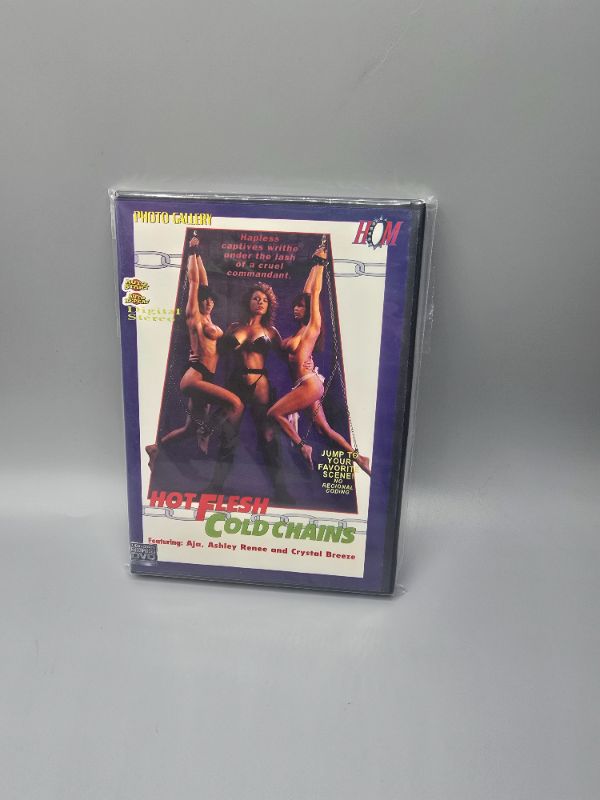 PHOTO GALLERY
HOM
Hapless
captives writhe
under the lash
of a cruel
commandant.
Digital
Stereo
JUMP TO
YOUR
FAVORITE
SCENE!
NO
REGIONAL
CODING
HOT FLESH
COLD CHAINS
Featuring: Aja, Ashley Renee and Crystal Breeze
DVD